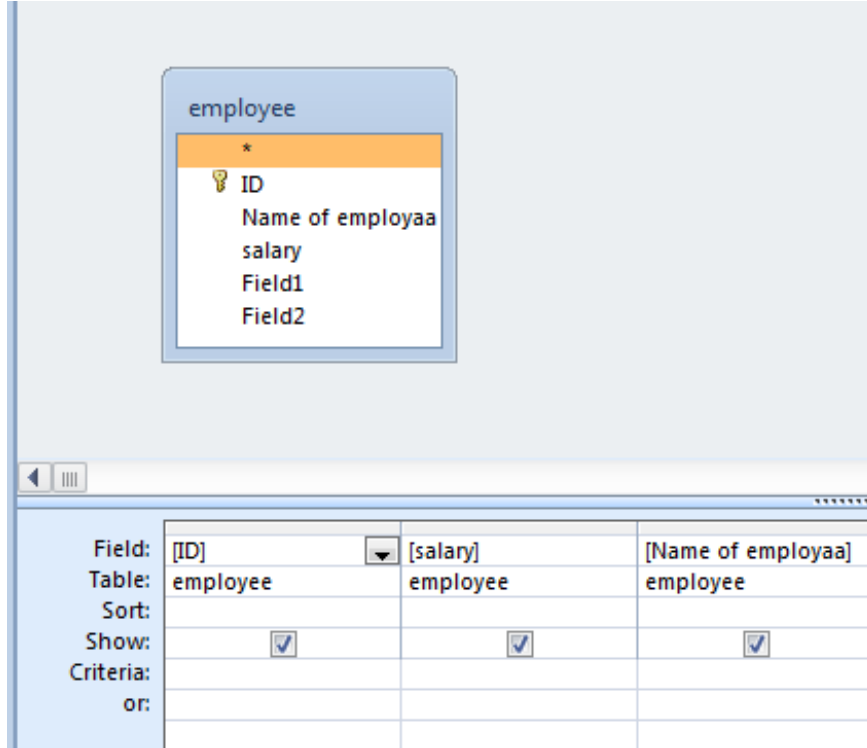 employee
*
ID
Name of employaa
salary
Field1
Field2
Field: [ID] [salary] [Name of employaa]
Table: employee employee employee
Sort:
Show:
Criteria:
or: